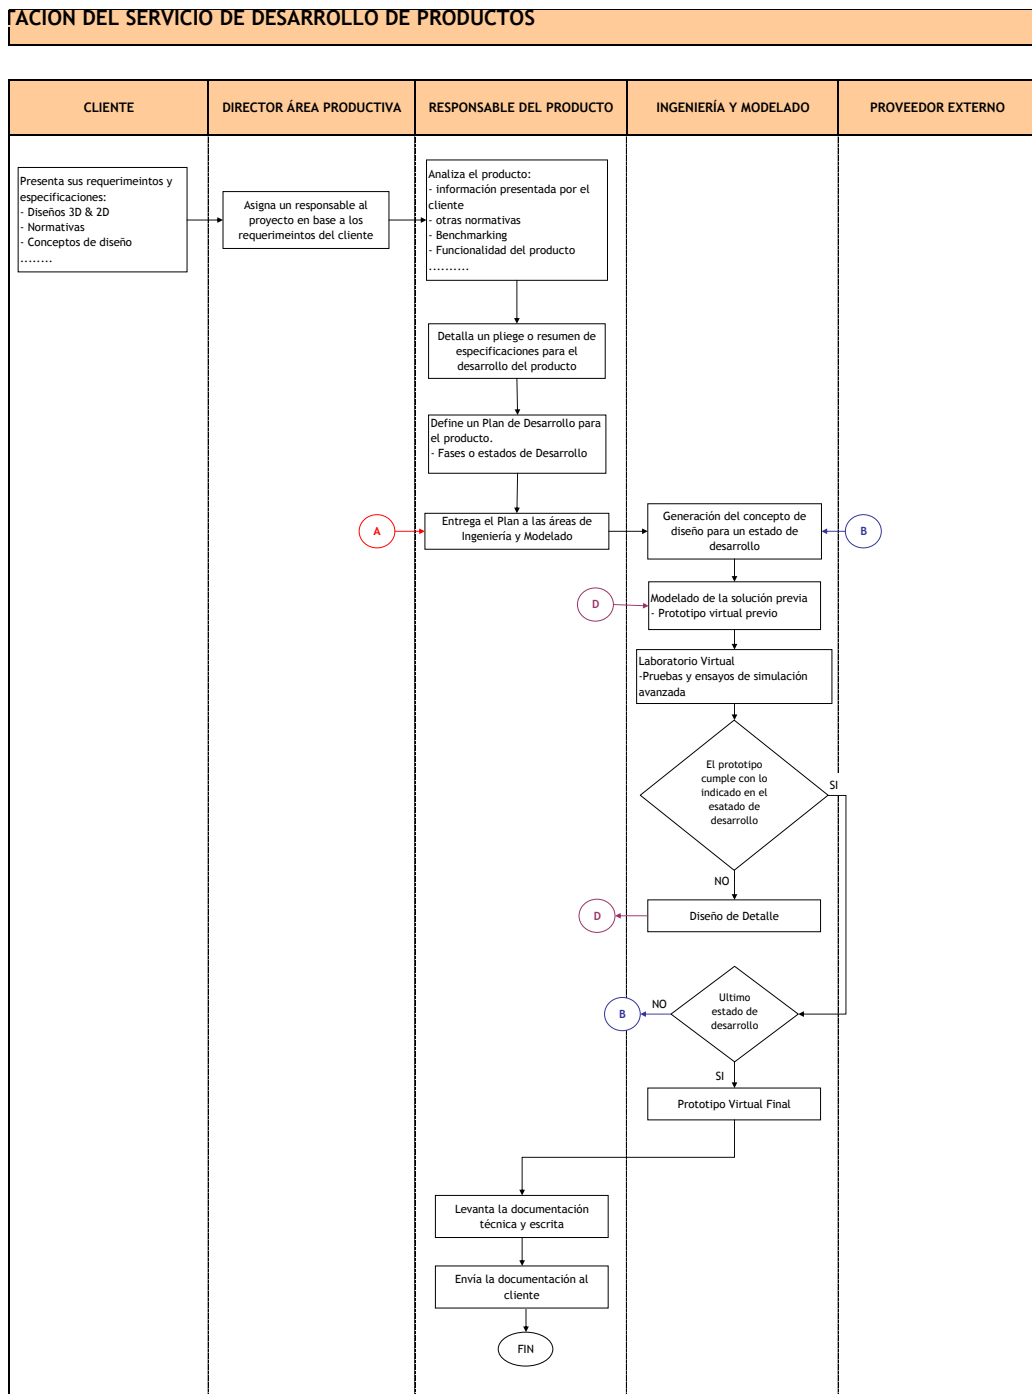 TACIÓN DEL SERVICIO DE DESARROLLO DE PRODUCTOS
CLIENTE
DIRECTOR ÁREA PRODUCTIVA
RESPONSABLE DEL PRODUCTO
INGENIERÍA Y MODELADO
PROVEEDOR EXTERNO
Presenta sus requerimeintos y
especificaciones:
- Diseños 3D & 2D
- Normativas
- Conceptos de diseño
........
Asigna un responsable al
proyecto en base a los
requerimeintos del cliente
Analiza el producto:
- información presentada por el
cliente
- otras normativas
- Benchmarking
- Funcionalidad del producto
..........
Detalla un pliege o resumen de
especificaciones para el
desarrollo del producto
Define un Plan de Desarrollo para
el producto.
- Fases o estados de Desarrollo
A
Entrega el Plan a las áreas de
Ingeniería y Modelado
Generación del concepto de
diseño para un estado de
desarrollo
B
D
Modelado de la solución previa
- Prototipo virtual previo
Laboratorio Virtual
-Pruebas y ensayos de simulación
avanzada
El prototipo
cumple con lo
indicado en el
esatado de
desarrollo
SI
NO
D
Diseño de Detalle
B
NO
Ultimo
estado de
desarrollo
SI
Prototipo Virtual Final
Levanta la documentación
técnica y escrita
Envía la documentación al
cliente
FIN